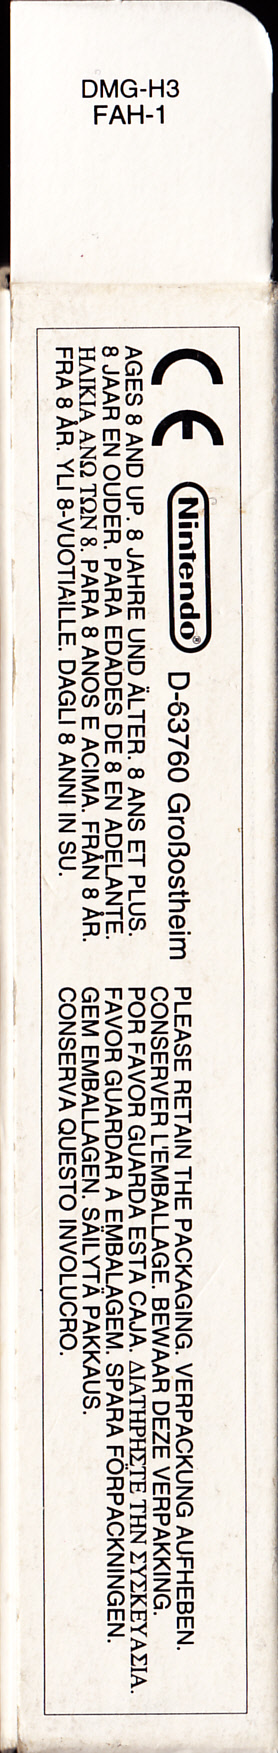 DMG-H3
FAH-1
CE Nintendo® D-63760 Großostheim
AGES 8 AND UP. 8 JAHRE UND ÄLTER. 8 ANS ET PLUS.
8 JAAR EN OUDER. PARA EDADES DE 8 EN ADELANTE.
ΗΛΙΚΙΑ ΑΝΩ ΤΩΝ 8. PARA 8 ANOS E ACIMA. FRÅN 8 ÅR.
FRA 8 ÅR. YLI 8-VUOTIAILLE. DAGLI 8 ANNI IN SU.
PLEASE RETAIN THE PACKAGING. VERPACKUNG AUFHEBEN.
CONSERVER L'EMBALLAGE. BEWAAR DEZE VERPAKKING.
POR FAVOR GUARDA ESTA CAJA. ΔΙΑΤΗΡΗΣΤΕ ΤΗΝ ΣΥΣΚΕΥΑΣΙΑ.
FAVOR GUARDAR A EMBALAGEM. SPARA FÖRPACKNINGEN.
GEM EMBALLAGEN. SÄILYTÄ PAKKAUS.
CONSERVA QUESTO INVOLUCRO.